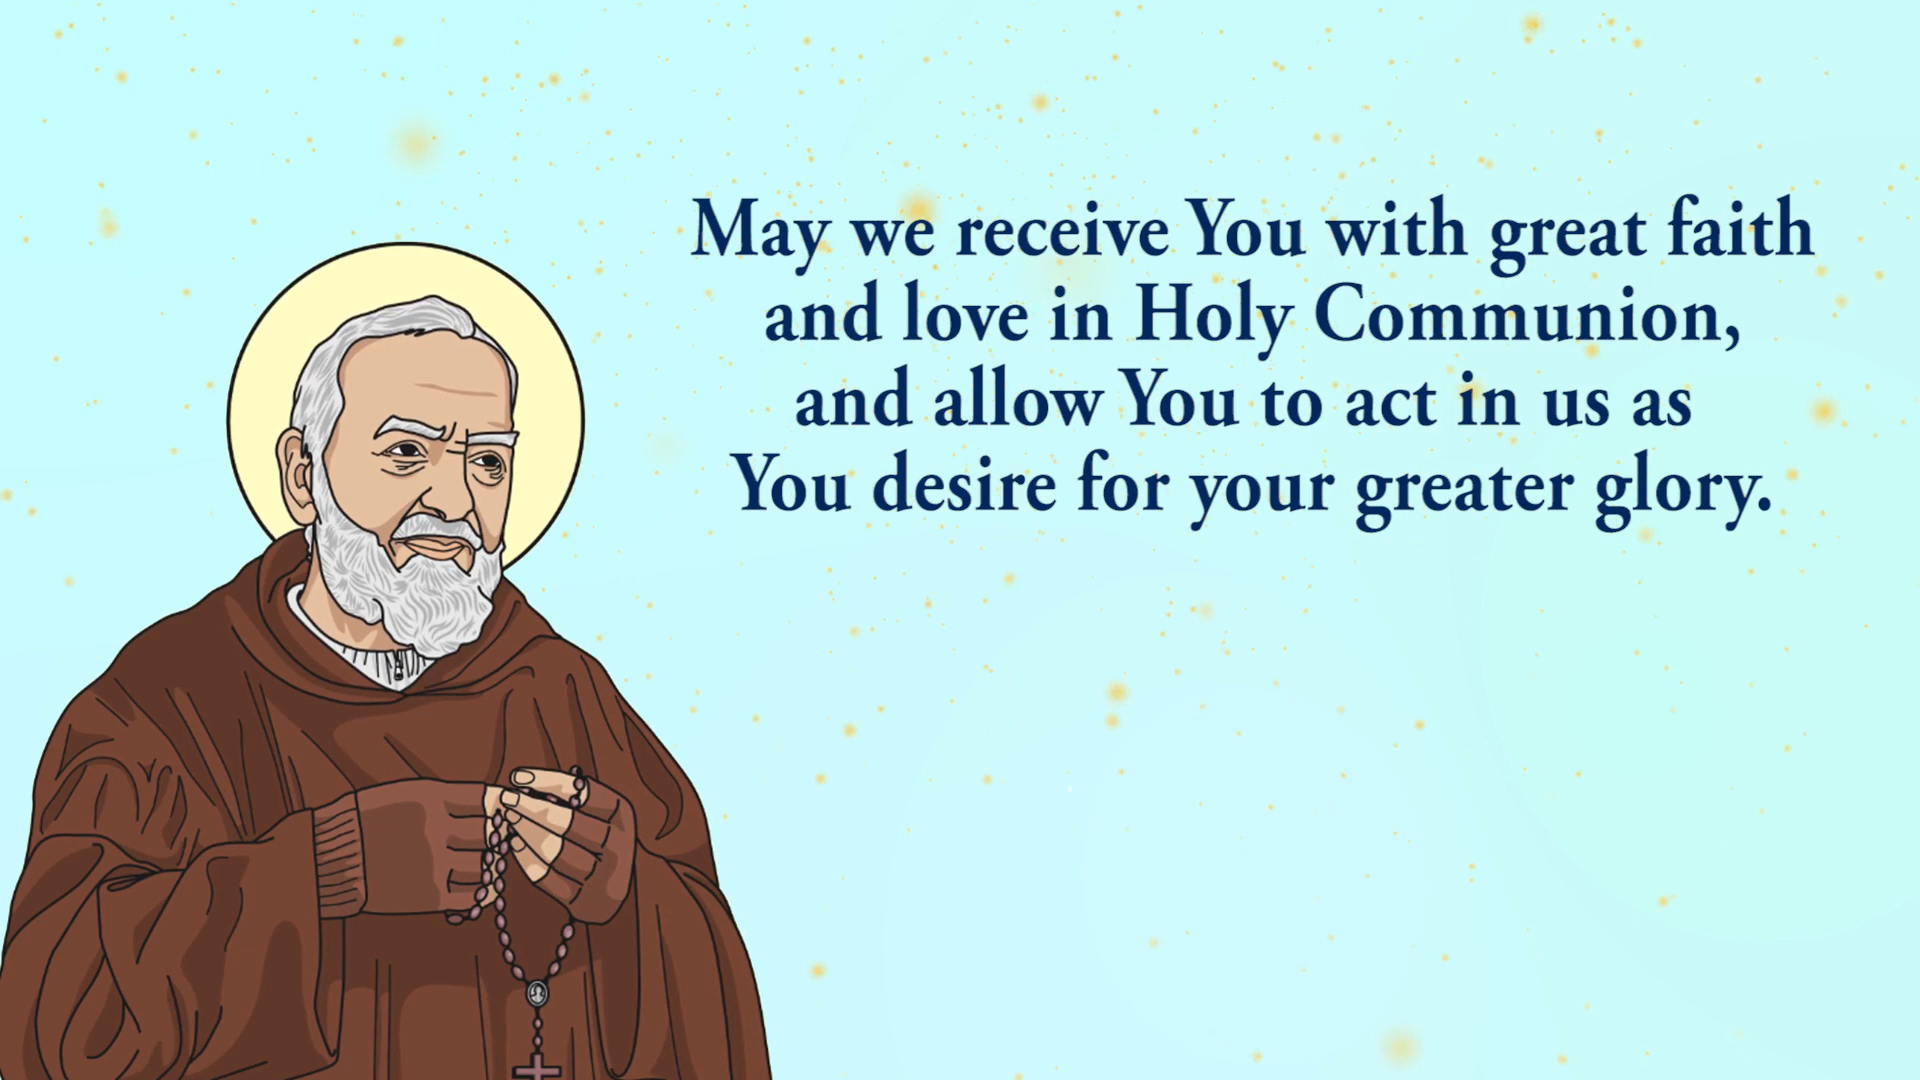 May we receive You with great faith
and love in Holy Communion,
and allow You to act in us as
You desire for your greater glory.